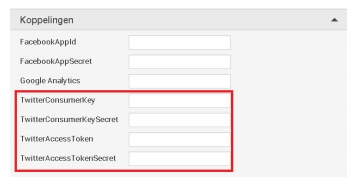 Koppelingen
FacebookAppId
FacebookAppSecret
Google Analytics
TwitterConsumerKey
TwitterConsumerKeySecret
TwitterAccessToken
TwitterAccessTokenSecret